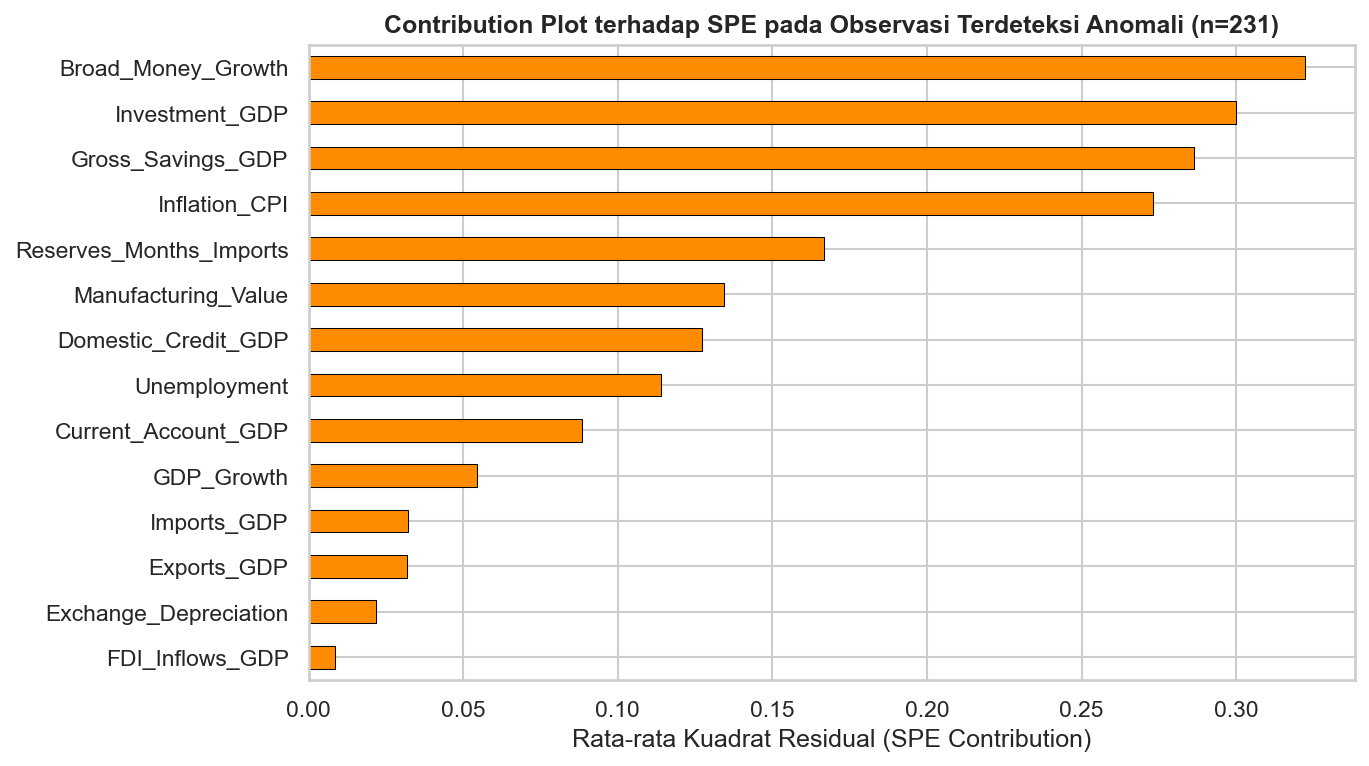 Contribution Plot terhadap SPE pada Observasi Terdeteksi Anomali (n=231)
Broad_Money_Growth
Investment_GDP
Gross_Savings_GDP
Inflation_CPI
Reserves_Months_Imports
Manufacturing_Value
Domestic_Credit_GDP
Unemployment
Current_Account_GDP
GDP_Growth
Imports_GDP
Exports_GDP
Exchange_Depreciation
FDI_Inflows_GDP
0.00 0.05 0.10 0.15 0.20 0.25 0.30
Rata-rata Kuadrat Residual (SPE Contribution)